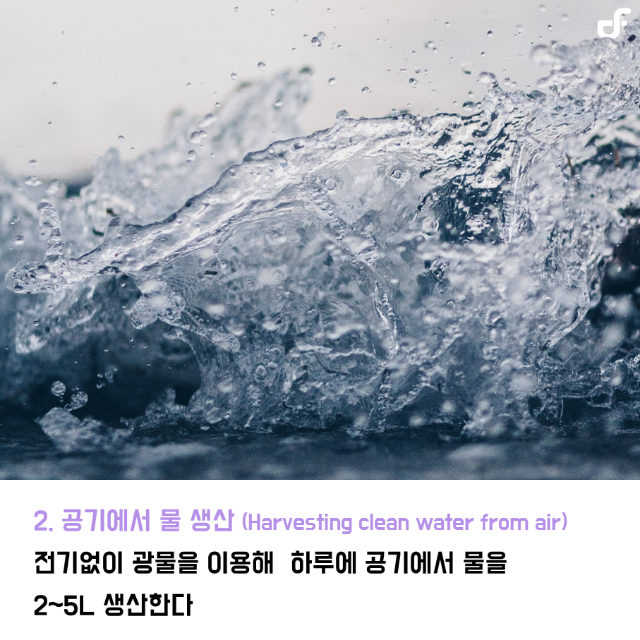 2. 공기에서 물 생산 (Harvesting clean water from air)
전기없이 광물을 이용해 하루에 공기에서 물을
2~5L 생산한다